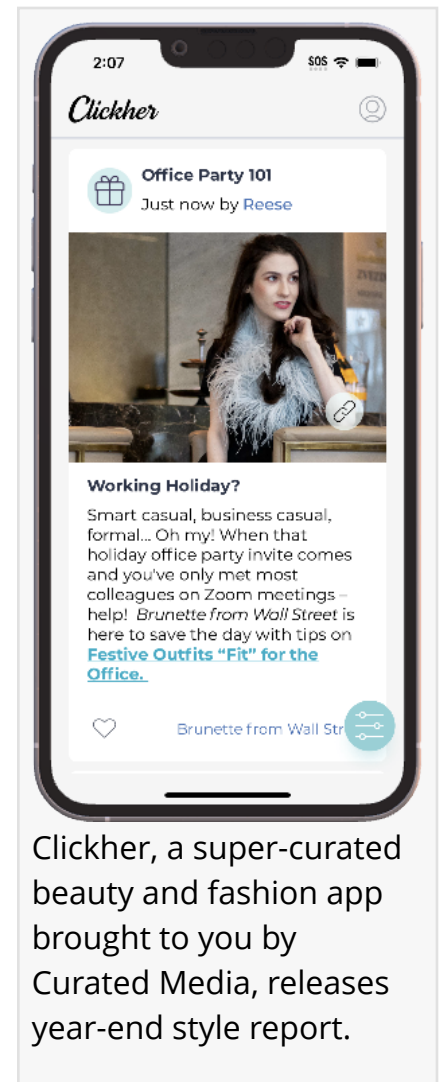 2:07
SOS
Clickher
Office Party 101
Just now by Reese
Working Holiday?
Smart casual, business casual,
formal... Oh my! When that
holiday office party invite comes
and you've only met most
colleagues on Zoom meetings –
help!  Brunette from Wall Street is
here to save the day with tips on
Festive Outfits “Fit” for the
Office.
Brunette from Wall Str
Clickher, a super-curated
beauty and fashion app
brought to you by
Curated Media, releases
year-end style report.